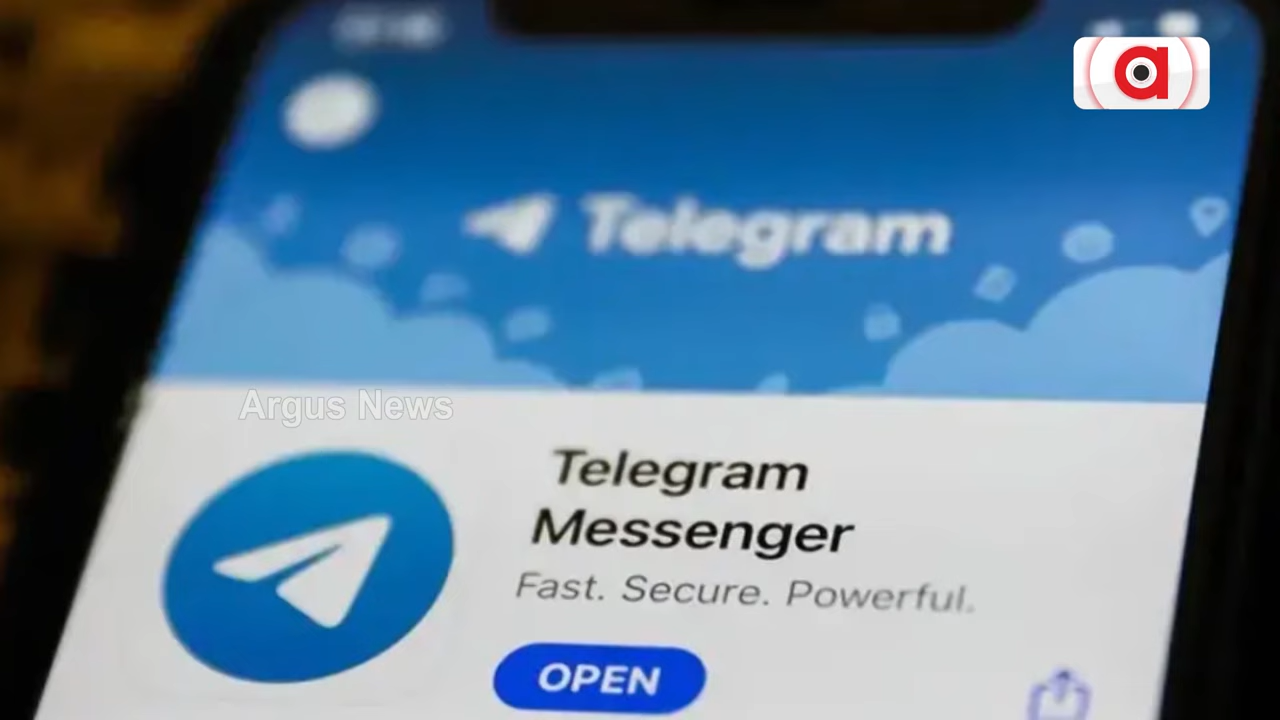 Telegram
Argus News
Telegram
Messenger
Fast. Secure. Powerful.
OPEN